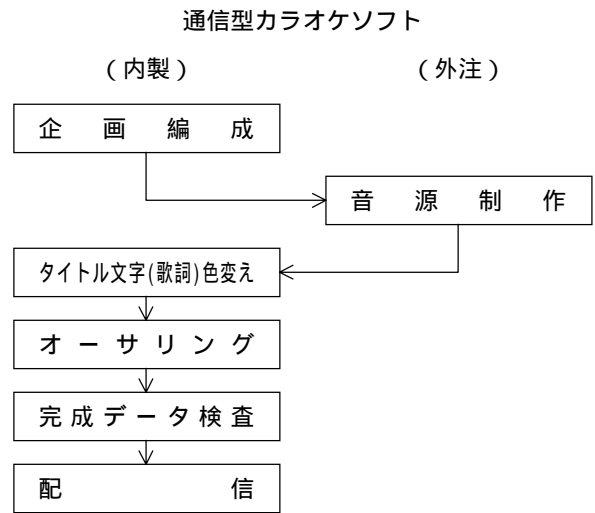 通信型カラオケソフト
(内製) (外注)
企画編成
音源制作
タイトル文字(歌詞)色変え
オーサリング
完成データ検査
配信